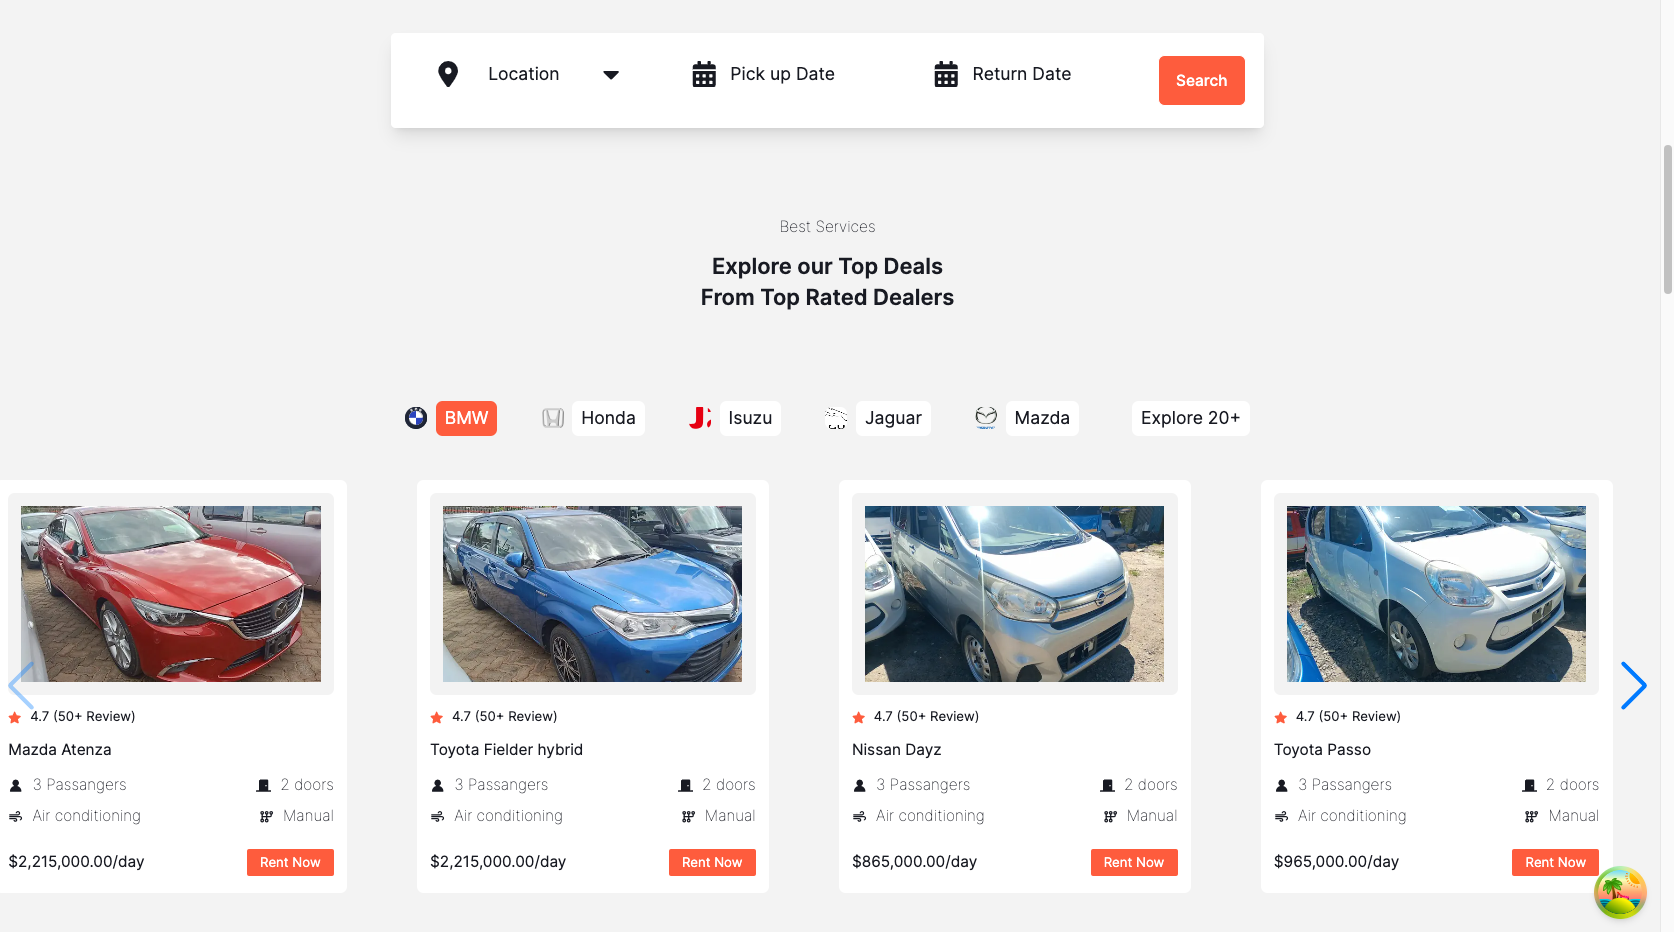 Location
Pick up Date
Return Date
Search
Best Services
Explore our Top Deals
From Top Rated Dealers
BMW
Honda
Isuzu
Jaguar
Mazda
Explore 20+
4.7 (50+ Review)
Mazda Atenza
3 Passangers
2 doors
Air conditioning
Manual
$2,215,000.00/day
Rent Now
4.7 (50+ Review)
Toyota Fielder hybrid
3 Passangers
2 doors
Air conditioning
Manual
$2,215,000.00/day
Rent Now
4.7 (50+ Review)
Nissan Dayz
3 Passangers
2 doors
Air conditioning
Manual
$865,000.00/day
Rent Now
4.7 (50+ Review)
Toyota Passo
3 Passangers
2 doors
Air conditioning
Manual
$965,000.00/day
Rent Now